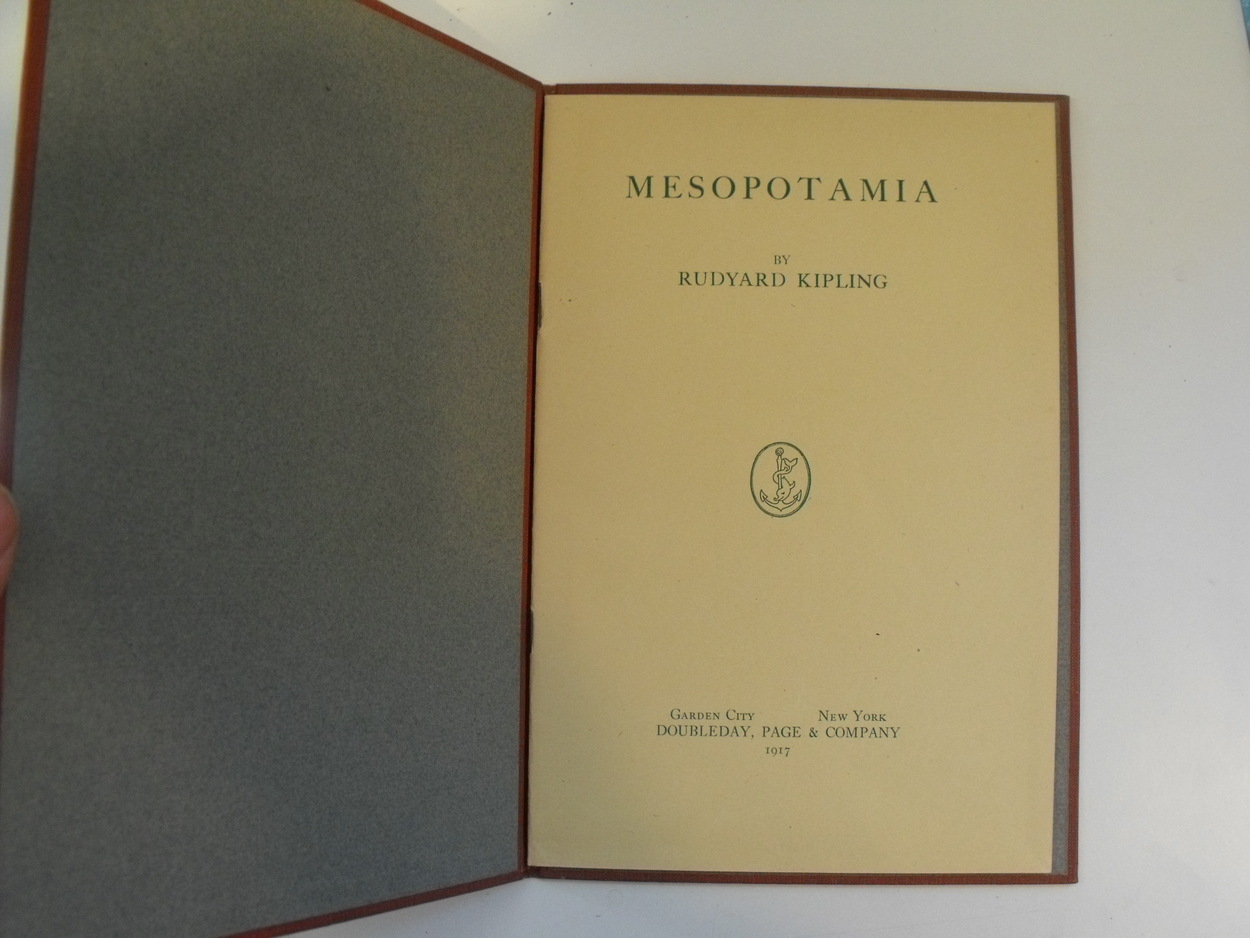 MESOPOTAMIA
BY
RUDYARD KIPLING
GARDEN CITY NEW YORK
DOUBLEDAY, PAGE & COMPANY
1917